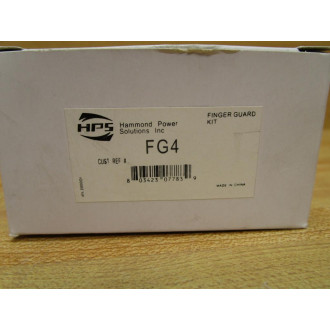 HPS
Hammond Power
Solutions Inc
FINGER GUARD
KIT
FG4
CUST REF #
MADE IN CHINA